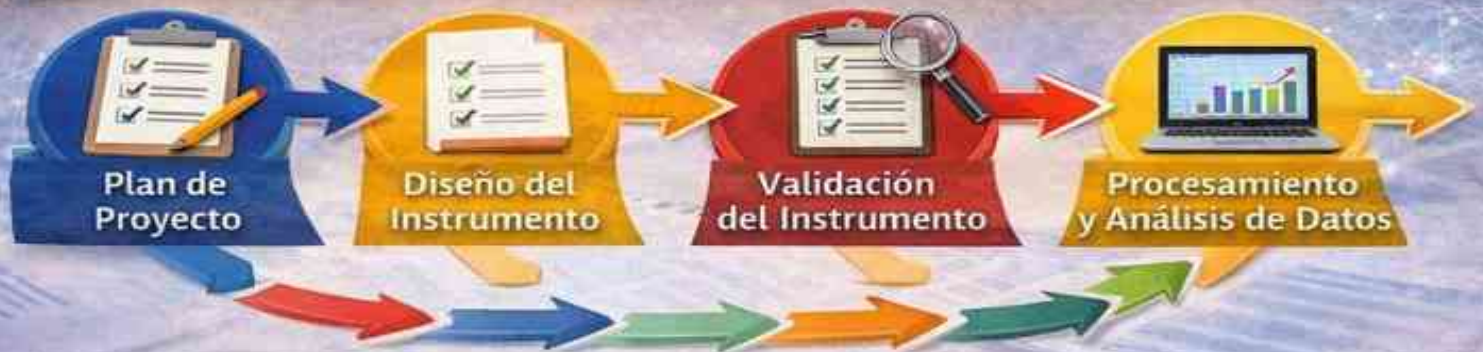 Plan de
Proyecto
Diseño del
Instrumento
Validación
del Instrumento
Procesamiento
y Análisis de Datos